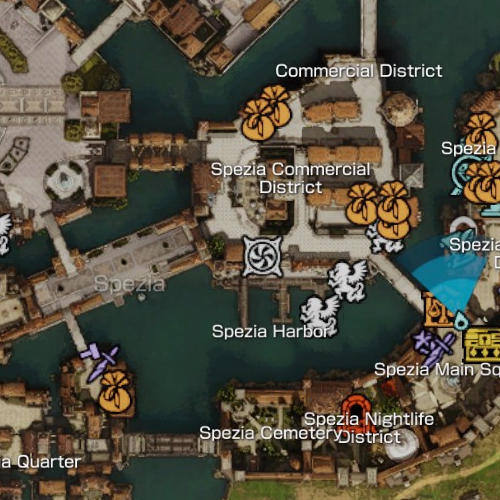 Commercial District
Spezia
Spezia Commercial
District
Spezia
Spezia
Spezia Harbor
Spezia Main Sq
Spezia Nightlife
District
Spezia Cemetery
a Quarter